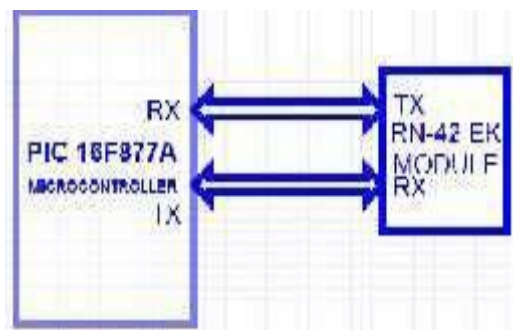 RX
PIC 16F877A
MICROCONTROLLER
TX
TX
RN-42 EK
MODULE
RX